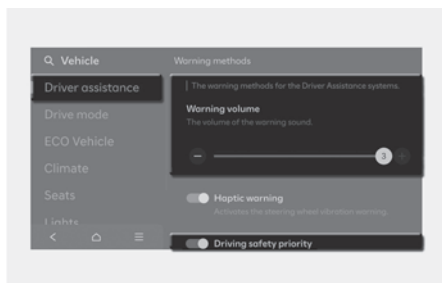 Vehicle
Warning methods
Driver assistance
The warning methods for the Driver Assistance systems.
Drive mode
Warning volume
The volume of the warning sound.
ECO Vehicle
3
Climate
Seats
Haptic warning
Activates the steering wheel vibration warning.
Lights
Driving safety priority